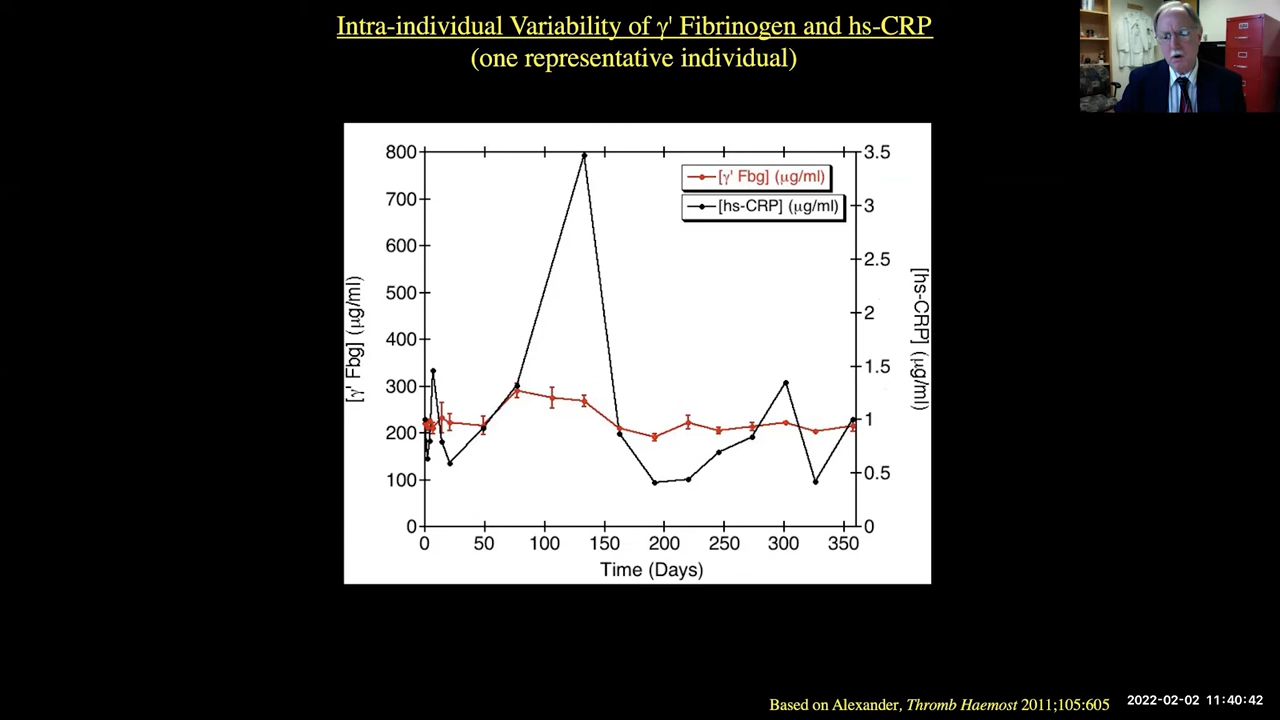 Intra-individual Variability of γ' Fibrinogen and hs-CRP
(one representative individual)
800
700
600
500
400
300
200
100
0
[γ' Fbg] (μg/ml)
3.5
3
2.5
2
1.5
1
0.5
0
[hs-CRP] (μg/ml)
[γ' Fbg] (μg/ml)
[hs-CRP] (μg/ml)
0 50 100 150 200 250 300 350
Time (Days)
Based on Alexander, Thromb Haemost 2011;105:605
2022-02-02 11:40:42